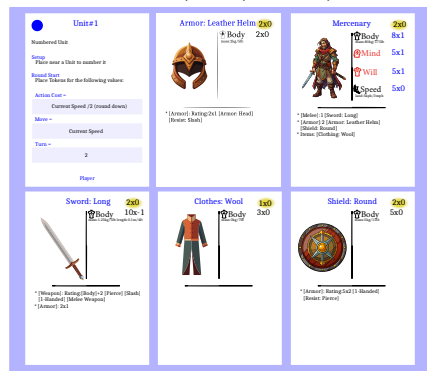 Unit#1
Numbered Unit
Setup
Place near a Unit to number it
Round Start
Place Tokens for the following values:
Action Cost ~
Current Speed /2 (round down)
Move ~
Current Speed
Turn ~
2
Player
Armor: Leather Helm 2x0
Body 2x0
* [Armor]: Rating:2x1 [Armor: Head]
[Resist: Slash]
Mercenary 2x0
Body 8x1
Mind 5x1
Will 5x1
Speed 5x0
* [Melee]:1 [Sword: Long]
* [Armor]:2 [Armor: Leather Helm]
[Shield: Round]
* Items: [Clothing: Wool]
Sword: Long 2x0
Body 10x-1
* [Weapon]: Rating:[Body]+2 [Pierce] [Slash]
[1-Handed] [Melee Weapon]
* [Armor]: 2x1
Clothes: Wool 1x0
Body 3x0
Shield: Round 2x0
Body 5x0
* [Armor]: Rating:5x2 [1-Handed]
[Resist: Pierce]